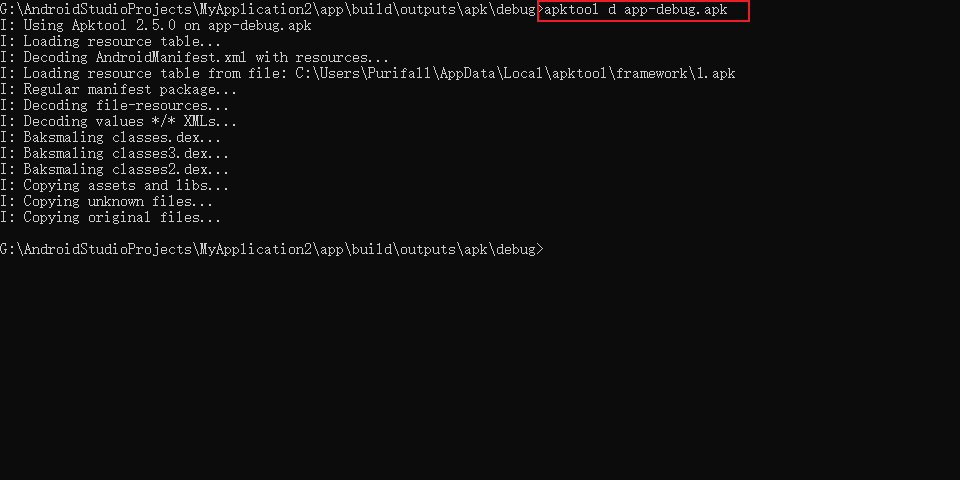 G:\AndroidStudioProjects\MyApplication2\app\build\outputs\apk\debug>apktool d app-debug.apk
I: Using Apktool 2.5.0 on app-debug.apk
I: Loading resource table...
I: Decoding AndroidManifest.xml with resources...
I: Loading resource table from file: C:\Users\Purifall\AppData\Local\apktool\framework\1.apk
I: Regular manifest package...
I: Decoding file-resources...
I: Decoding values */* XMLs...
I: Baksmaling classes.dex...
I: Baksmaling classes3.dex...
I: Baksmaling classes2.dex...
I: Copying assets and libs...
I: Copying unknown files...
I: Copying original files...
G:\AndroidStudioProjects\MyApplication2\app\build\outputs\apk\debug>